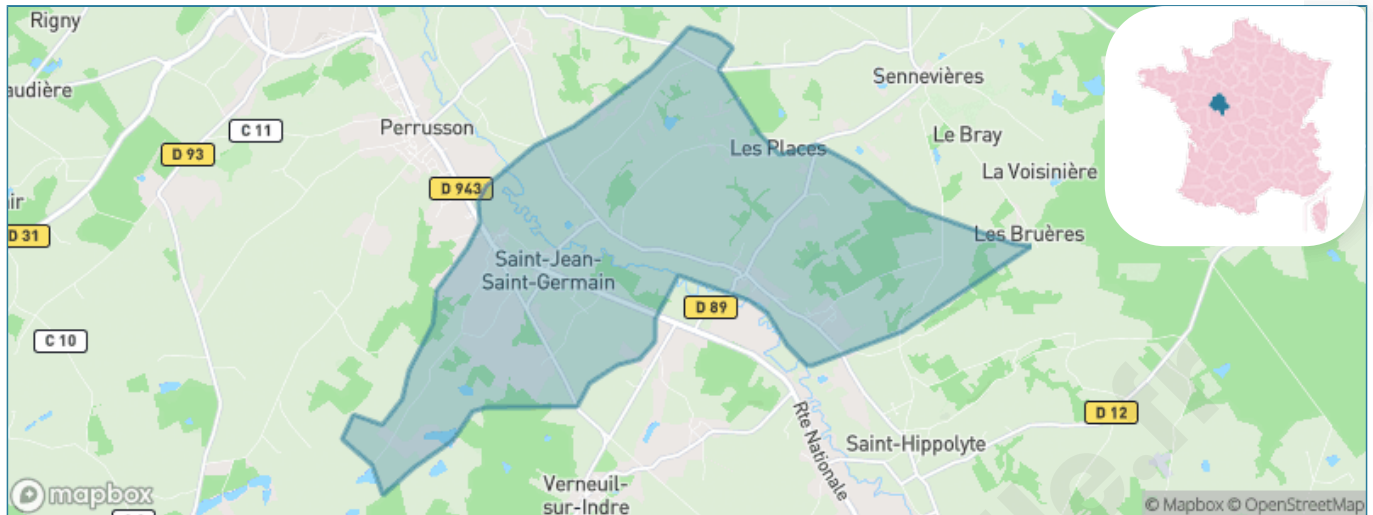 Rigny
audière
Sennevières
C 11
Perrusson
Le Bray
D 93
Les Places
La Voisinière
D 943
ir
D 31
Les Bruères
Saint-Jean-
Saint-Germain
D 89
C 10
D 12
Rte Nationale
Saint-Hippolyte
Verneuil-
sur-Indre
mapbox
© Mapbox © OpenStreetMap